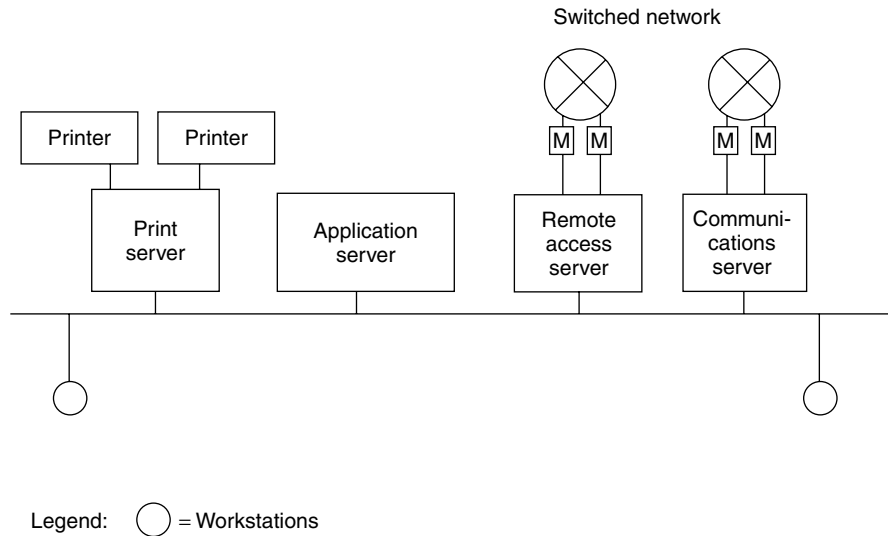 Switched network
Printer
Printer
M
M
M
M
Print
server
Application
server
Remote
access
server
Communi-
cations
server
Legend:
= Workstations